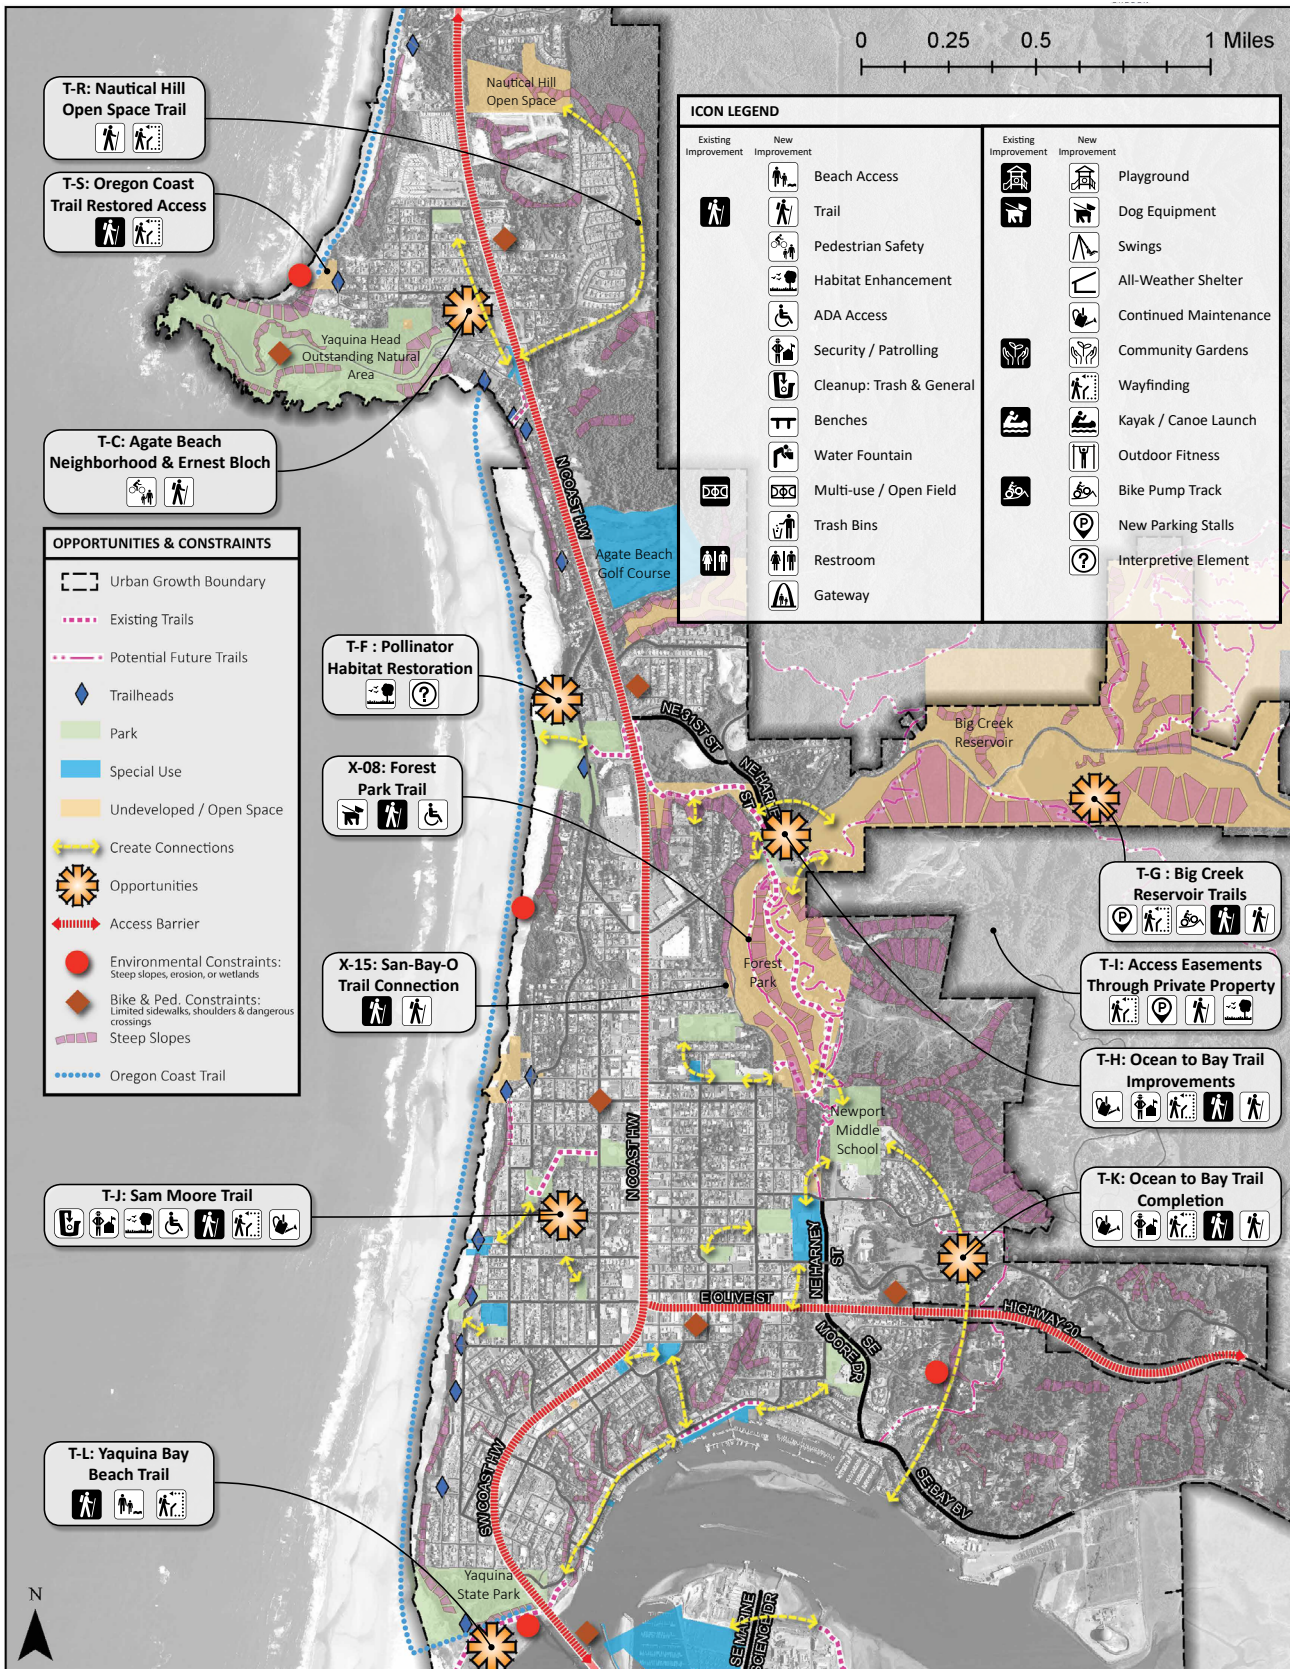 0 0.25 0.5 1 Miles
T-R: Nautical Hill
Open Space Trail
T-S: Oregon Coast
Trail Restored Access
Nautical Hill
Open Space
ICON LEGEND
Existing
Improvement
New
Improvement
Beach Access
Trail
Pedestrian Safety
Habitat Enhancement
ADA Access
Security / Patrolling
Cleanup: Trash & General
Benches
Water Fountain
Multi-use / Open Field
Trash Bins
Restroom
Gateway
Existing
Improvement
New
Improvement
Playground
Dog Equipment
Swings
All-Weather Shelter
Continued Maintenance
Community Gardens
Wayfinding
Kayak / Canoe Launch
Outdoor Fitness
Bike Pump Track
New Parking Stalls
Interpretive Element
Yaquina Head
Outstanding Natural
Area
T-C: Agate Beach
Neighborhood & Ernest Bloch
N COAST HW
Agate Beach
Golf Course
OPPORTUNITIES & CONSTRAINTS
Urban Growth Boundary
Existing Trails
Potential Future Trails
Trailheads
Park
Special Use
Undeveloped / Open Space
Create Connections
Opportunities
Access Barrier
Environmental Constraints:
Steep slopes, erosion, or wetlands
Bike & Ped. Constraints:
Limited sidewalks, shoulders & dangerous
crossings
Steep Slopes
Oregon Coast Trail
T-F : Pollinator
Habitat Restoration
X-08: Forest
Park Trail
NE 31ST ST
NE HARNEY
ST
Big Creek
Reservoir
T-G : Big Creek
Reservoir Trails
X-15: San-Bay-O
Trail Connection
Forest
Park
T-I: Access Easements
Through Private Property
T-H: Ocean to Bay Trail
Improvements
Newport
Middle
School
N COAST HW
T-J: Sam Moore Trail
T-K: Ocean to Bay Trail
Completion
NE HARNEY
ST
E OLIVE ST
HIGHWAY 20
SE
MOORE DR
T-L: Yaquina Bay
Beach Trail
SW COAST HW
SE BAY BV
Yaquina
State Park
SE MARINE
SCIENCE DR
N